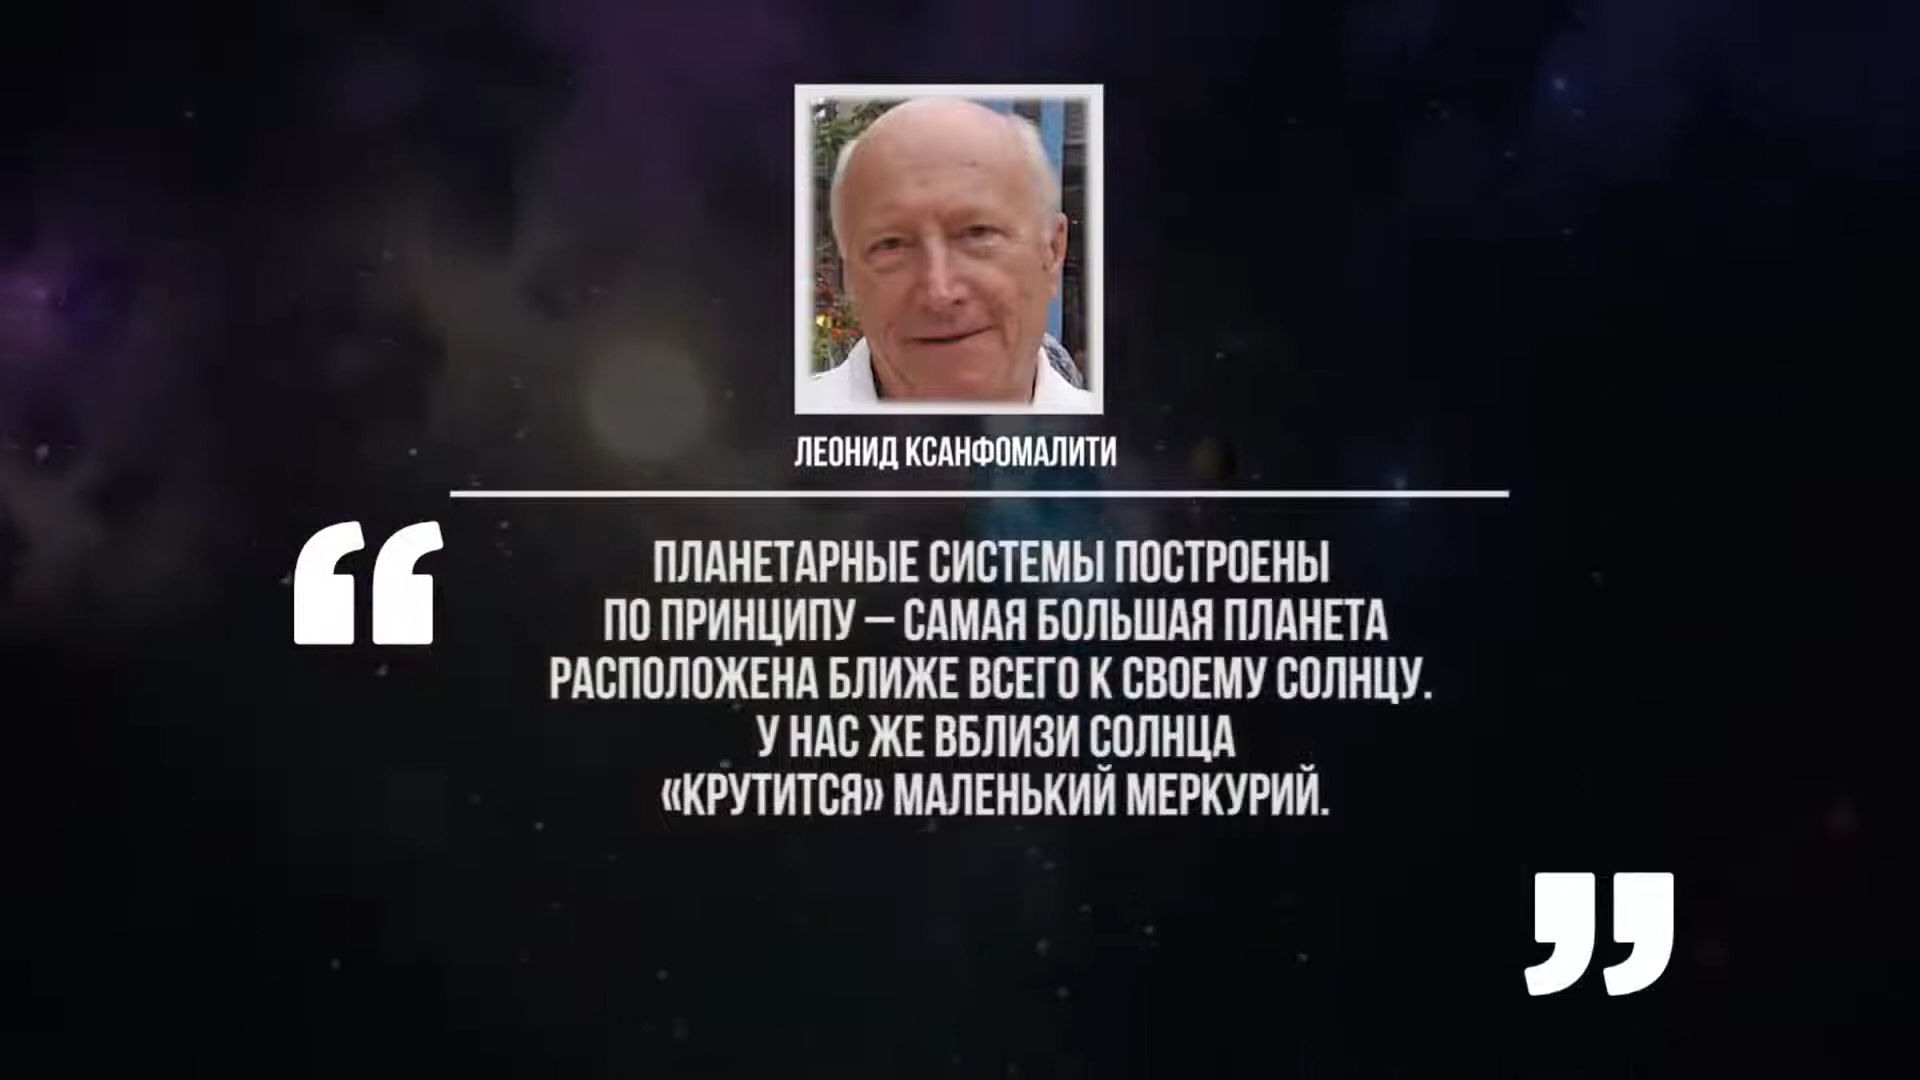 ЛЕОНИД КСАНФОМАЛИТИ
“
ПЛАНЕТАРНЫЕ СИСТЕМЫ ПОСТРОЕНЫ
ПО ПРИНЦИПУ – САМАЯ БОЛЬШАЯ ПЛАНЕТА
РАСПОЛОЖЕНА БЛИЖЕ ВСЕГО К СВОЕМУ СОЛНЦУ.
У НАС ЖЕ ВБЛИЗИ СОЛНЦА
«КРУТИТСЯ» МАЛЕНЬКИЙ МЕРКУРИЙ.
”